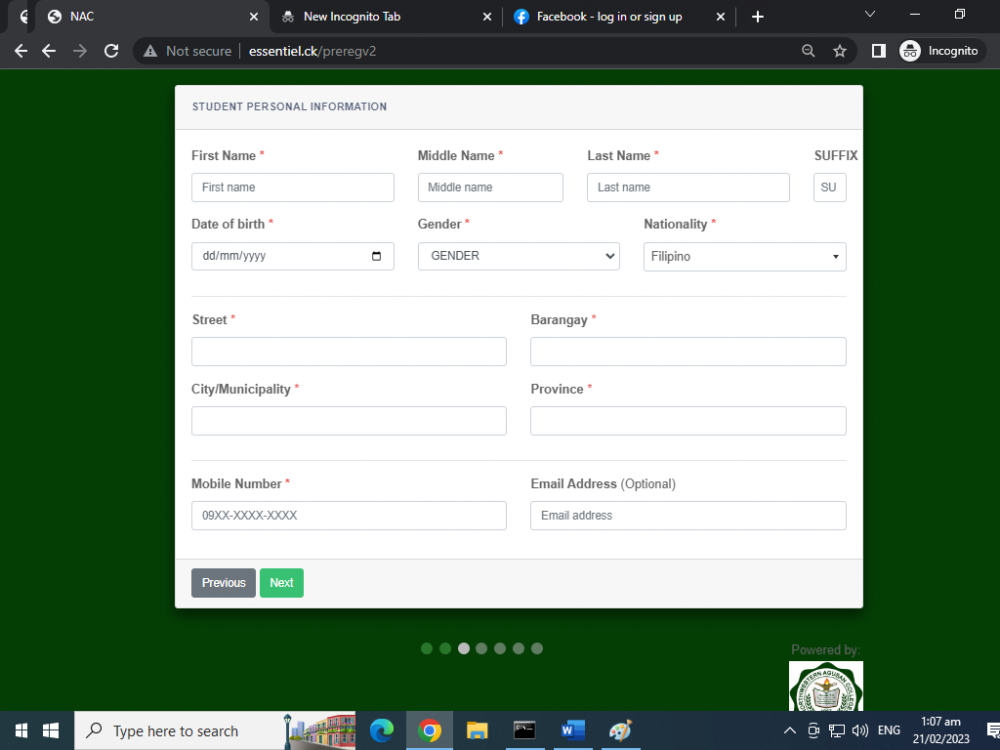 NAC
New Incognito Tab
Facebook - log in or sign up
Not secure
essentiel.ck/preregv2
Incognito
STUDENT PERSONAL INFORMATION
First Name * Middle Name * Last Name * SUFFIX
First name Middle name Last name SU
Date of birth * Gender * Nationality *
dd/mm/yyyy GENDER Filipino
Street * Barangay *
City/Municipality * Province *
Mobile Number * Email Address (Optional)
09XX-XXXX-XXXX Email address
Previous Next
Powered by:
Type here to search
ENG
1:07 am
21/02/2023